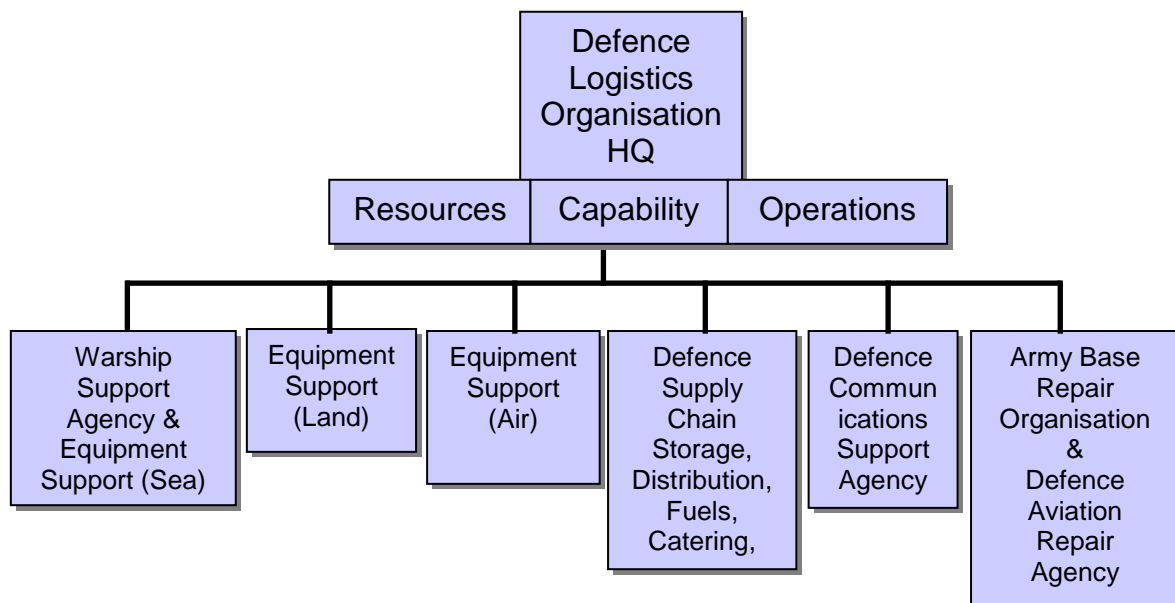 Defence
Logistics
Organisation
HQ
Resources
Capability
Operations
Warship
Support
Agency &
Equipment
Support (Sea)
Equipment
Support
(Land)
Equipment
Support
(Air)
Defence
Supply
Chain
Storage,
Distribution,
Fuels,
Catering,
Defence
Commun
ications
Support
Agency
Army Base
Repair
Organisation
&
Defence
Aviation
Repair
Agency